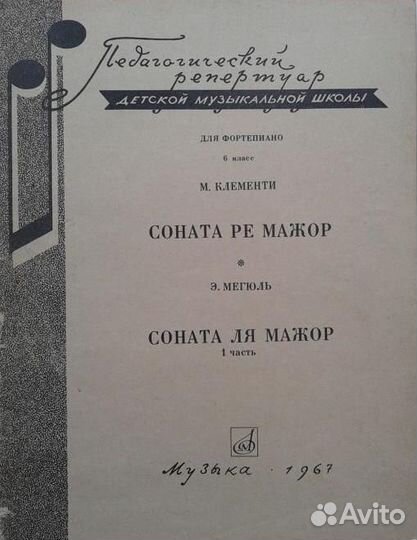 Педагогический
репертуар
ДЕТСКОЙ МУЗЫКАЛЬНОЙ ШКОЛЫ
ДЛЯ ФОРТЕПИАНО
6 класс
М. КЛЕМЕНТИ
СОНАТА РЕ МАЖОР
*
Э. МЕГЮЛЬ
СОНАТА ЛЯ МАЖОР
1 часть
Музыка · 1967
Avito